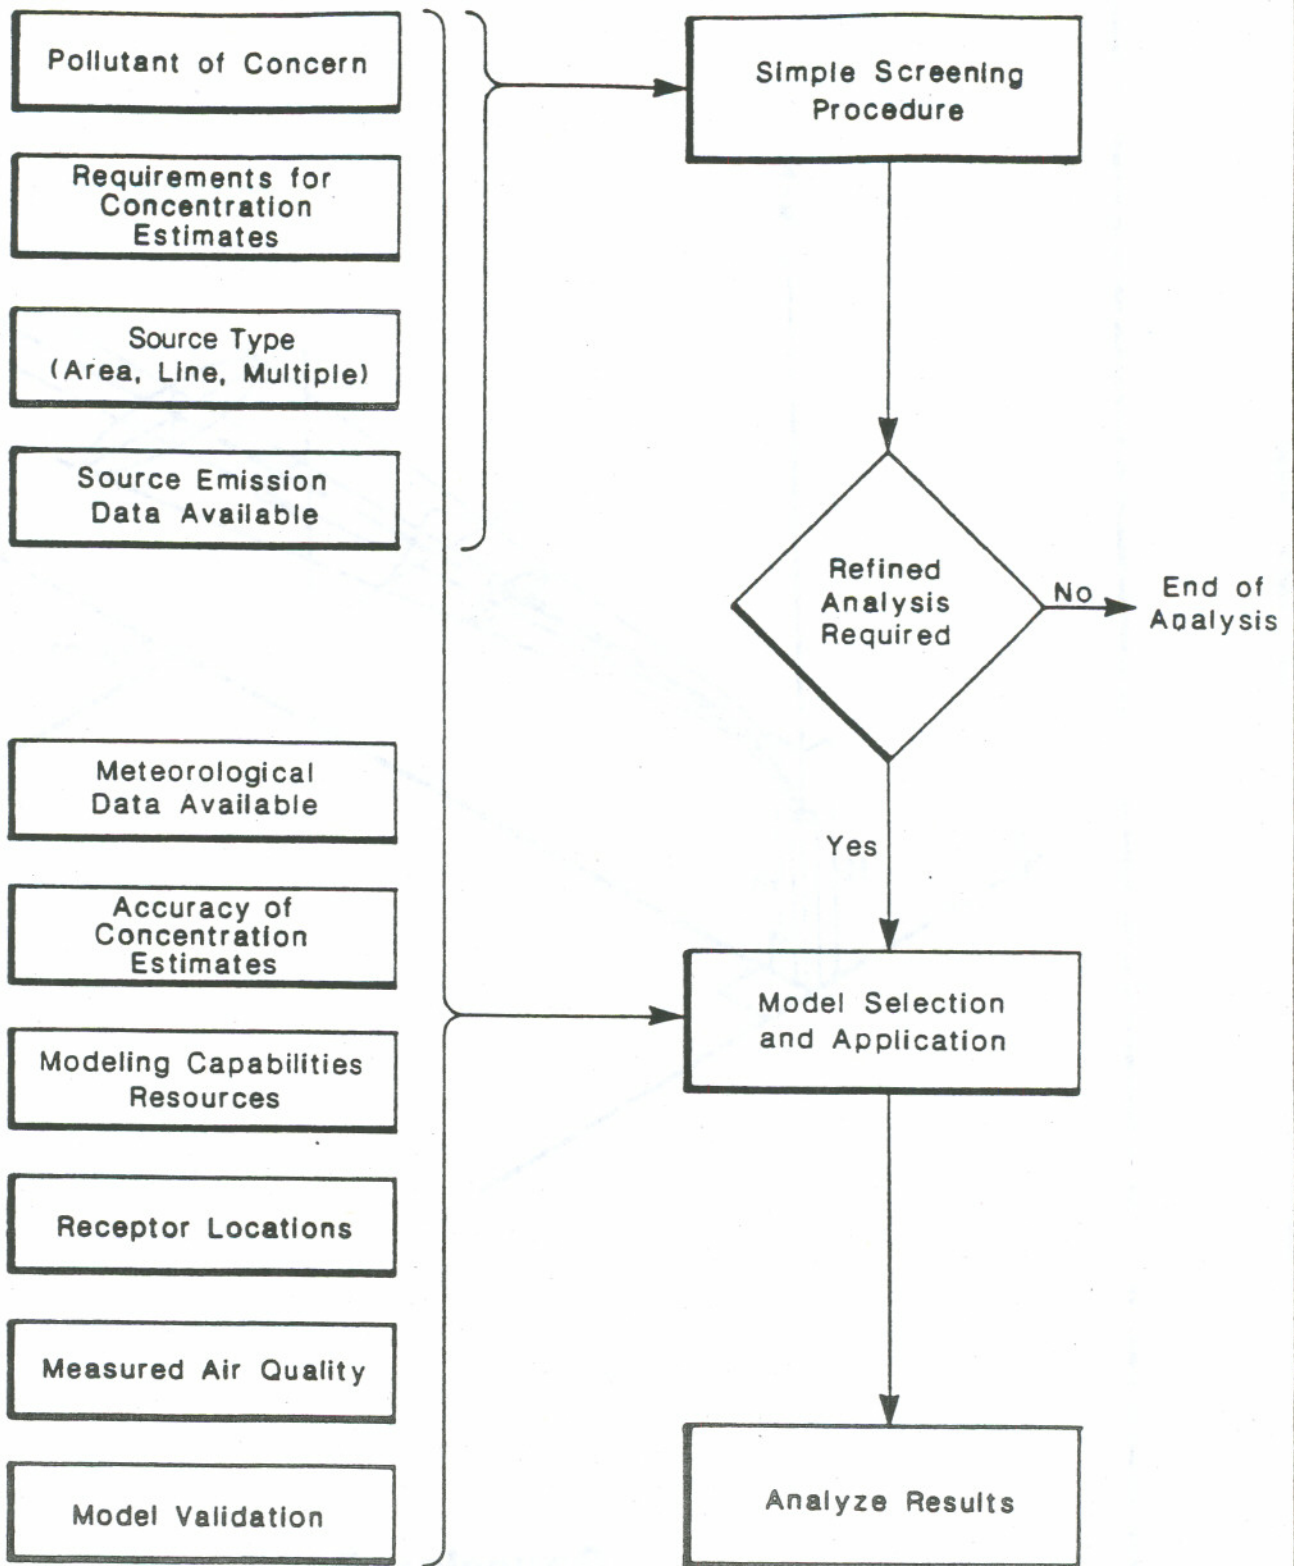 Pollutant of Concern
Requirements for
Concentration
Estimates
Source Type
(Area, Line, Multiple)
Source Emission
Data Available
Meteorological
Data Available
Accuracy of
Concentration
Estimates
Modeling Capabilities
Resources
Receptor Locations
Measured Air Quality
Model Validation
Simple Screening
Procedure
Refined
Analysis
Required
No
End of
Analysis
Yes
Model Selection
and Application
Analyze Results